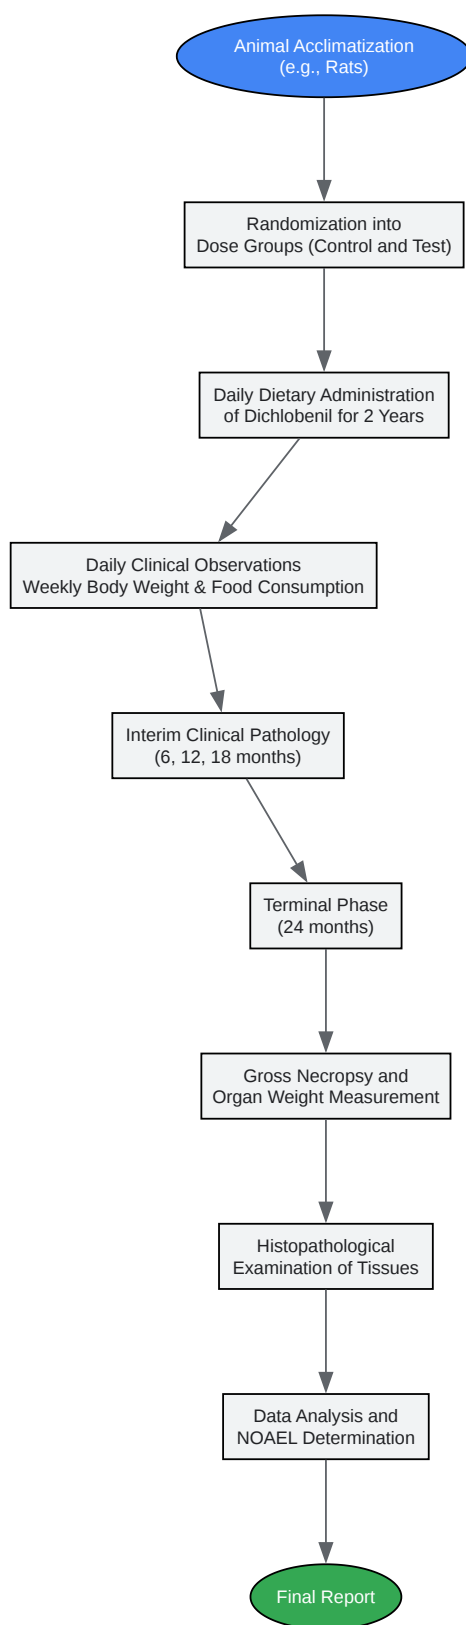 Animal Acclimatization
(e.g., Rats)
Randomization into
Dose Groups (Control and Test)
Daily Dietary Administration
of Dichlobenil for 2 Years
Daily Clinical Observations
Weekly Body Weight & Food Consumption
Interim Clinical Pathology
(6, 12, 18 months)
Terminal Phase
(24 months)
Gross Necropsy and
Organ Weight Measurement
Histopathological
Examination of Tissues
Data Analysis and
NOAEL Determination
Final Report